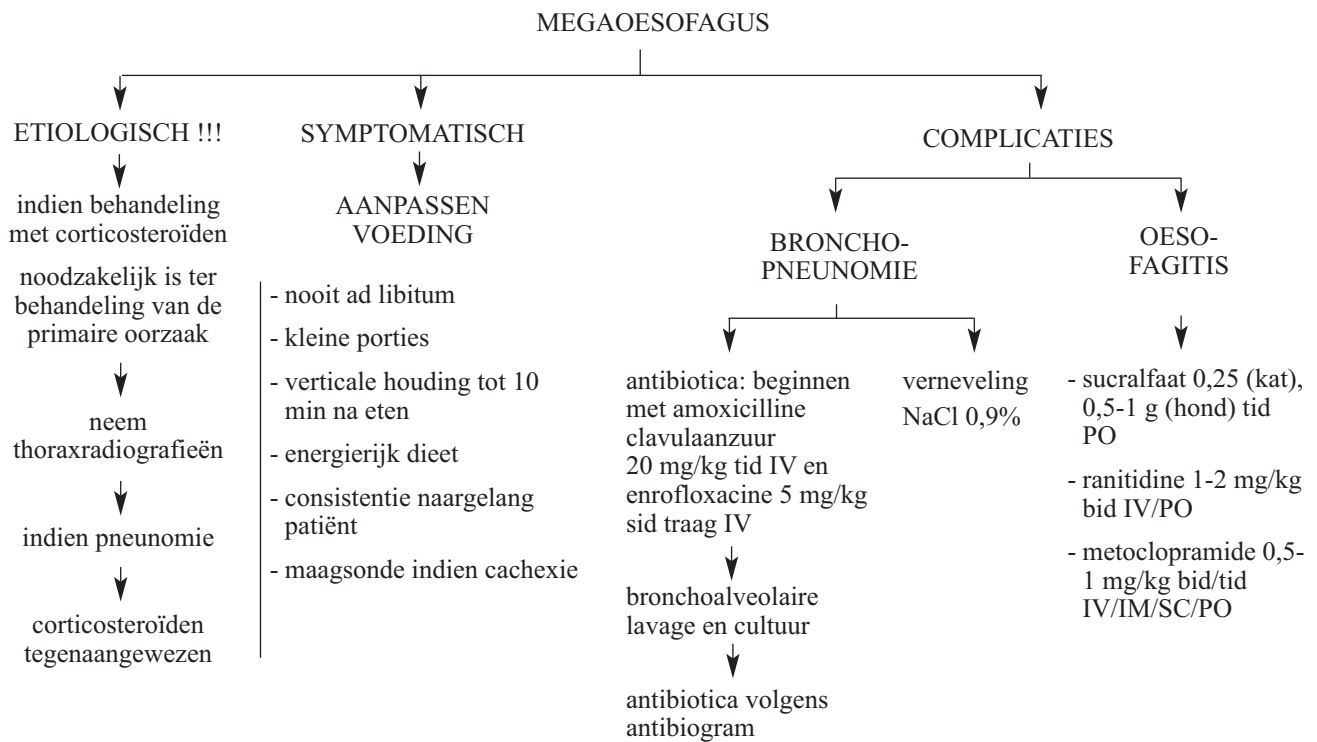 MEGAOESOFAGUS
ETIOLOGISCH !!!
indien behandeling
met corticosteroïden
noodzakelijk is ter
behandeling van de
primaire oorzaak
neem
thoraxradiografieën
indien pneunomie
corticosteroïden
tegenaangewezen
SYMPTOMATISCH
AANPASSEN
VOEDING
- nooit ad libitum
- kleine porties
- verticale houding tot 10
min na eten
- energierijk dieet
- consistentie naargelang
patiënt
- maagsonde indien cachexie
COMPLICATIES
BRONCHO-
PNEUNOMIE
antibiotica: beginnen
met amoxicilline
clavulaanzuur
20 mg/kg tid IV en
enrofloxacine 5 mg/kg
sid traag IV
bronchoalveolaire
lavage en cultuur
antibiotica volgens
antibiogram
verneveling
NaCl 0,9%
OESO-
FAGITIS
- sucralfaat 0,25 (kat),
0,5-1 g (hond) tid
PO
- ranitidine 1-2 mg/kg
bid IV/PO
- metoclopramide 0,5-
1 mg/kg bid/tid
IV/IM/SC/PO